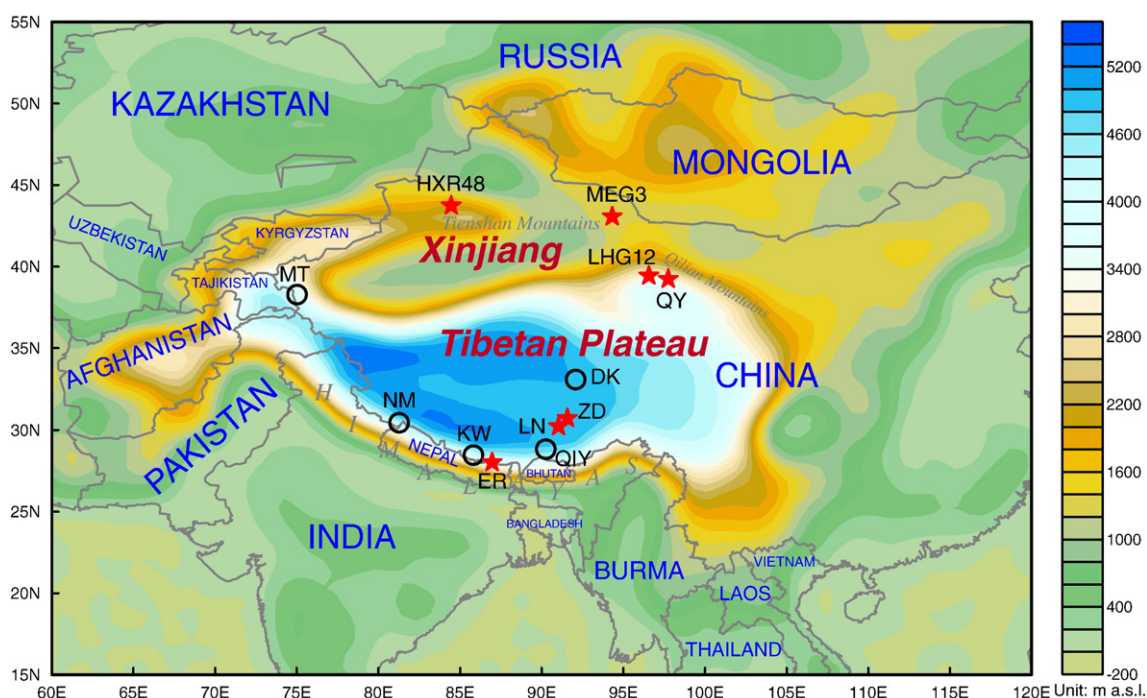 55N
50N
45N
40N
35N
30N
25N
20N
15N
60E
65E
70E
75E
80E
85E
90E
95E
100E
105E
110E
115E
120E
RUSSIA
KAZAKHSTAN
MONGOLIA
HXR48
MEG3
Tienshan Mountains
UZBEKISTAN
KYRGYZSTAN
Xinjiang
LHG12
MT
TAJIKISTAN
QY
Qilian Mountains
AFGHANISTAN
Tibetan Plateau
CHINA
DK
PAKISTAN
HIMALAYAS
NM
LN
ZD
KW
NEPAL
QIY
ER
BHUTAN
INDIA
BANGLADESH
BURMA
VIETNAM
LAOS
THAILAND
5200
4600
4000
3400
2800
2200
1600
1000
400
-200
Unit: m a.s.l.